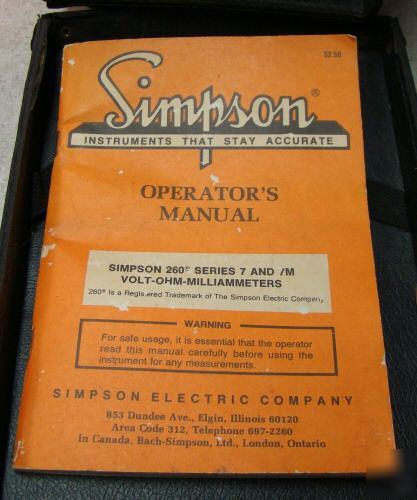 $2.50
Simpson®
INSTRUMENTS THAT STAY ACCURATE
OPERATOR'S
MANUAL
SIMPSON 260® SERIES 7 AND /M
VOLT-OHM-MILLIAMMETERS
260® Is a Registered Trademark of The Simpson Electric Company
WARNING
For safe usage, it is essential that the operator
read this manual carefully before using the
instrument for any measurements.
SIMPSON ELECTRIC COMPANY
853 Dundee Ave., Elgin, Illinois 60120
Area Code 312, Telephone 697-2260
In Canada, Bach-Simpson, Ltd., London, Ontario